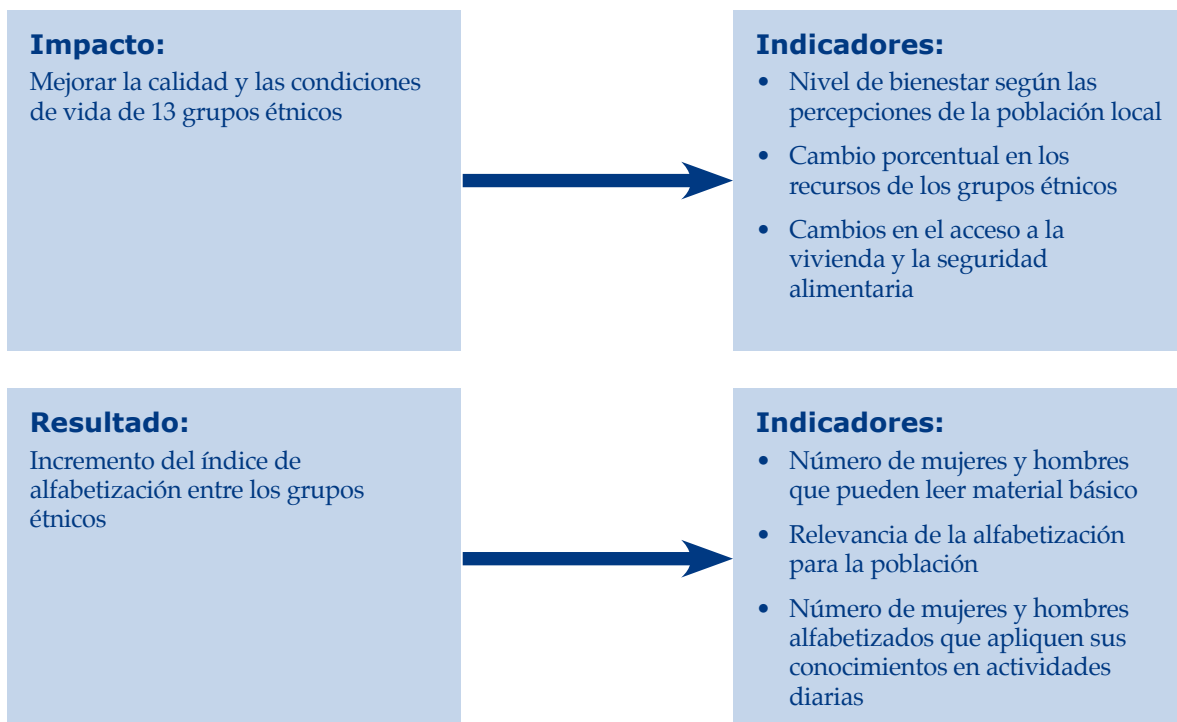 Impacto:
Mejorar la calidad y las condiciones
de vida de 13 grupos étnicos
Indicadores:
• Nivel de bienestar según las
percepciones de la población local
• Cambio porcentual en los
recursos de los grupos étnicos
• Cambios en el acceso a la
vivienda y la seguridad
alimentaria
Resultado:
Incremento del índice de
alfabetización entre los grupos
étnicos
Indicadores:
• Número de mujeres y hombres
que pueden leer material básico
• Relevancia de la alfabetización
para la población
• Número de mujeres y hombres
alfabetizados que apliquen sus
conocimientos en actividades
diarias